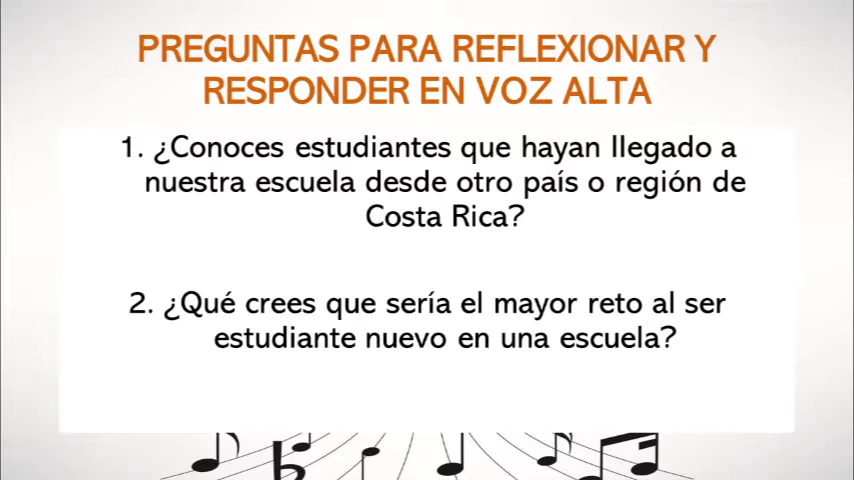 PREGUNTAS PARA REFLEXIONAR Y
RESPONDER EN VOZ ALTA
1. ¿Conoces estudiantes que hayan llegado a
nuestra escuela desde otro país o región de
Costa Rica?
2. ¿Qué crees que sería el mayor reto al ser
estudiante nuevo en una escuela?